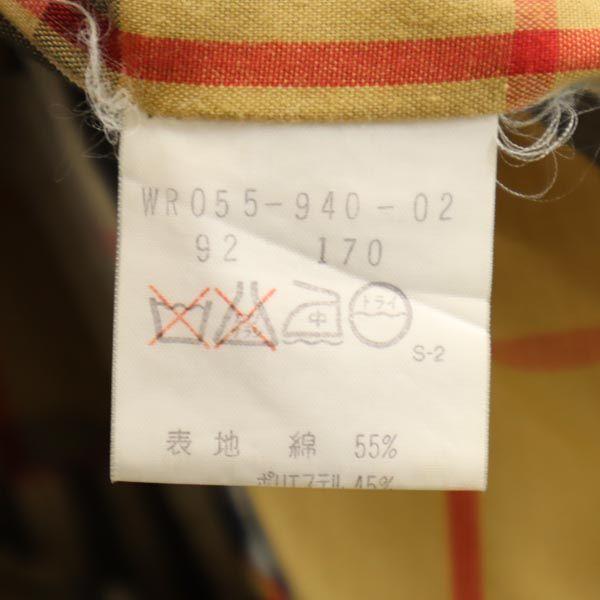 WR055-940-02
92 170
中 ドライ
S-2
表地 綿 55%
ポリエステル 45%